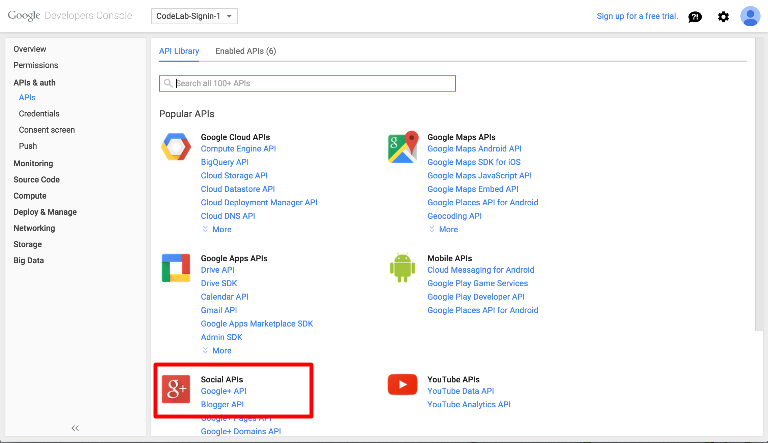 Google Developers Console
CodeLab-Signin-1
Sign up for a free trial.
Overview
Permissions
APIs & auth
APIs
Credentials
Consent screen
Push
Monitoring
Source Code
Compute
Deploy & Manage
Networking
Storage
Big Data
API Library
Enabled APIs (6)
Search all 100+ APIs
Popular APIs
Google Cloud APIs
Compute Engine API
BigQuery API
Cloud Storage API
Cloud Datastore API
Cloud Deployment Manager API
Cloud DNS API
More
Google Maps APIs
Google Maps Android API
Google Maps SDK for iOS
Google Maps JavaScript API
Google Maps Embed API
Google Places API for Android
Geocoding API
More
Google Apps APIs
Drive API
Drive SDK
Calendar API
Gmail API
Google Apps Marketplace SDK
Admin SDK
More
Mobile APIs
Cloud Messaging for Android
Google Play Game Services
Google Play Developer API
Google Places API for Android
g+
Social APIs
Google+ API
Blogger API
Google+ Pages API
Google+ Domains API
YouTube APIs
YouTube Data API
YouTube Analytics API